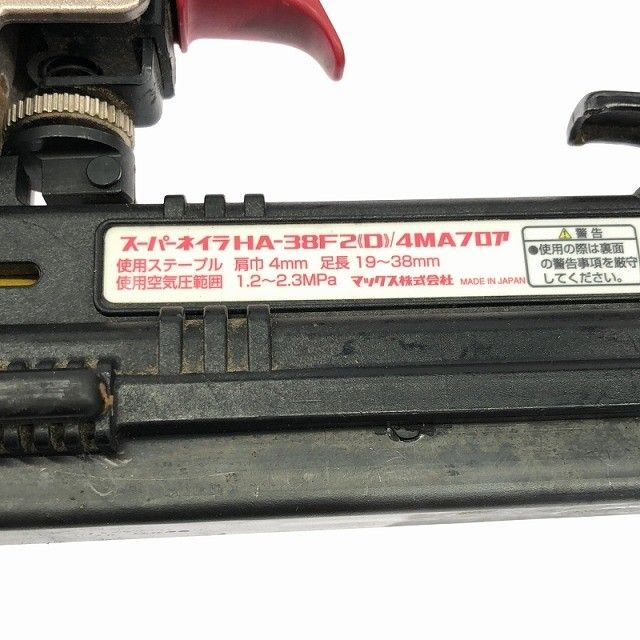 スーパーネイラ HA-38F2(D)/4MAフロア
使用ステープル 肩巾 4mm 足長 19〜38mm
使用空気圧範囲 1.2〜2.3MPa マックス株式会社 MADE IN JAPAN
⚠警告
●使用の際は裏面
の警告事項を厳守
してください。